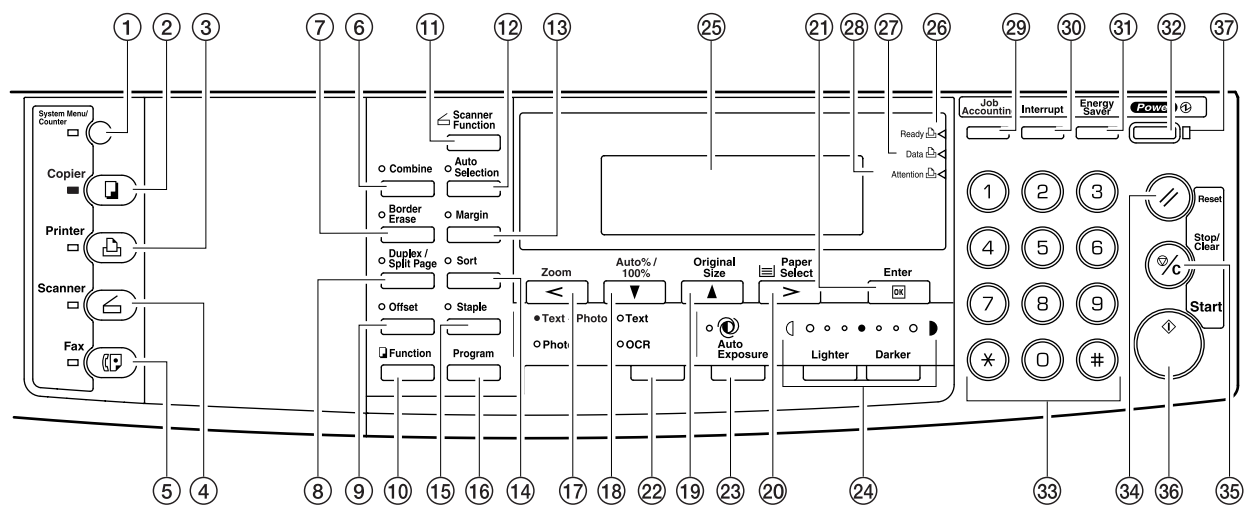 1 2 3 7 6 11 12 13 25 21 28 27 26 29 30 31 32 37
System Menu/
Counter
Copier
Printer
Scanner
Fax
Scanner
Function
Combine
Auto
Selection
Border
Erase
Margin
Duplex /
Split Page
Sort
Offset
Staple
Function
Program
Ready
Data
Attention
Zoom
Auto% /
100%
Original
Size
Paper
Select
Enter
OK
Text
Photo
Text
OCR
Auto
Exposure
Lighter
Darker
Job
Interrupt
Energy
Saver
Power
1 2 3
4 5 6
7 8 9
* 0 #
Reset
Stop/
Clear
/C
Start
5 4 8 9 10 15 16 14 17 18 22 19 23 20 24 33 34 36 35